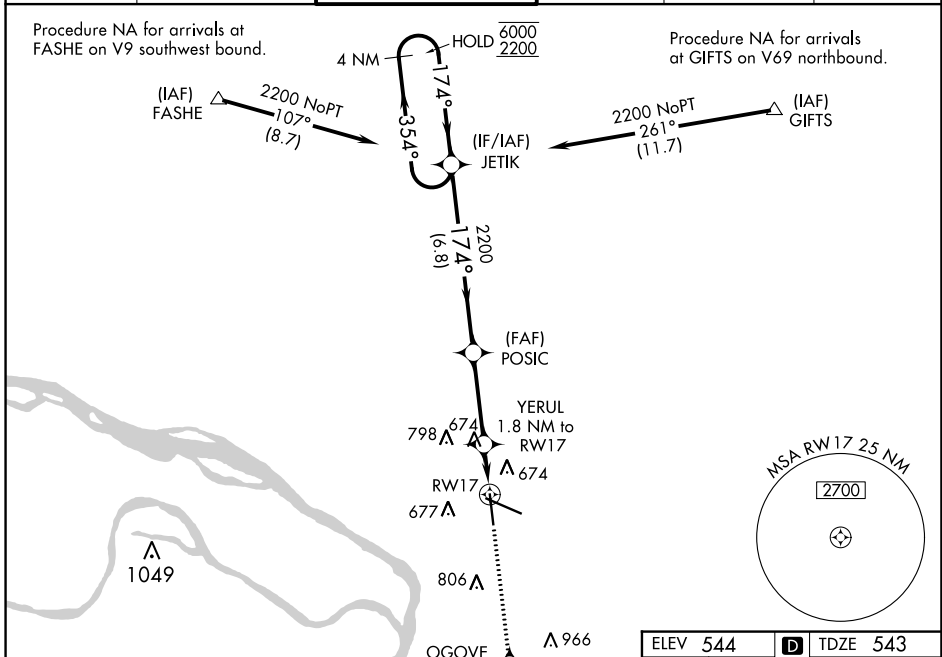 Procedure NA for arrivals at
FASHE on V9 southwest bound.
HOLD 6000
2200
4 NM
174°
354°
Procedure NA for arrivals
at GIFTS on V69 northbound.
(IAF)
FASHE
2200 NoPT
107°
(8.7)
(IF/IAF)
JETIK
2200 NoPT
261°
(11.7)
(IAF)
GIFTS
2200
174°
(6.8)
(FAF)
POSIC
YERUL
1.8 NM to
RW17
798
674
674
RW17
677
MSA RW17 25 NM
2700
1049
806
OGOVE
966
ELEV 544 D TDZE 543